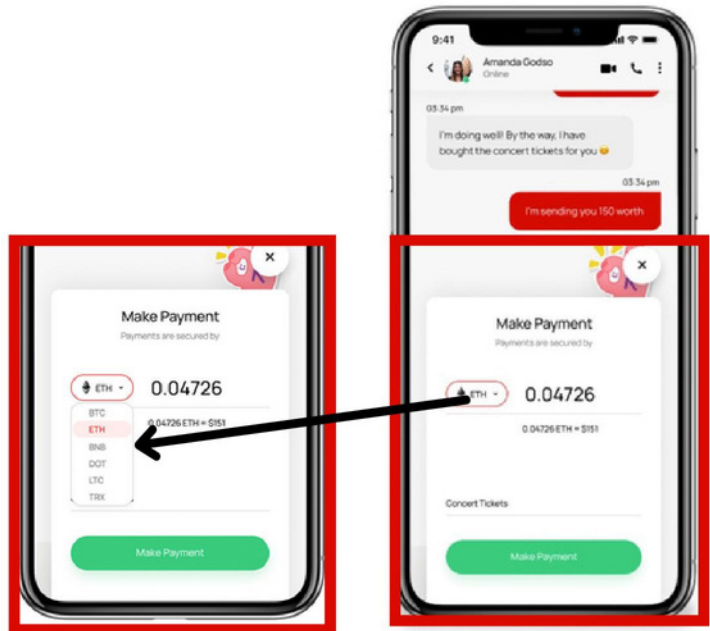 9:41
Amanda Godso
Online
03:34 pm
I'm doing well! By the way, I have
bought the concert tickets for you 😊
03:34 pm
I'm sending you 150 worth
Make Payment
Payments are secured by
ETH
0.04726
0.04726 ETH = $151
BTC
ETH
BNB
DOT
LTC
TRX
Make Payment
Make Payment
Payments are secured by
ETH
0.04726
0.04726 ETH = $151
Concert Tickets
Make Payment